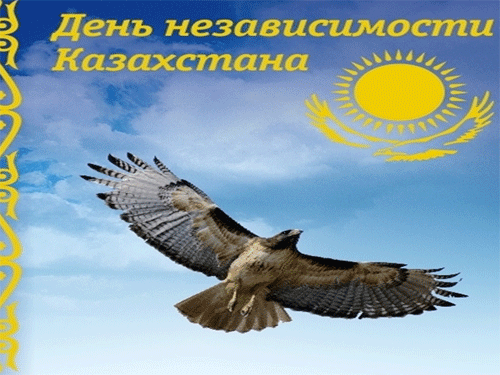 День независимости
Казахстана